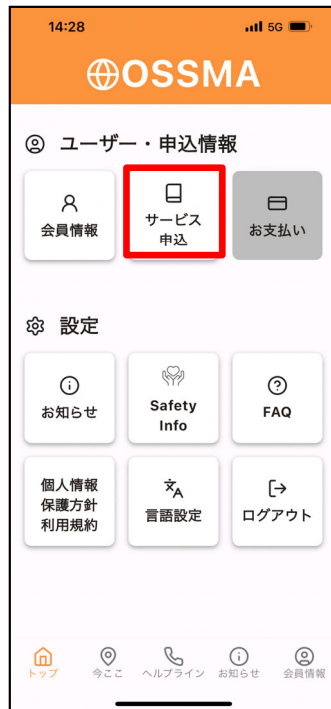 14:28
5G
OSSMA
ユーザー・申込情報
会員情報
サービス
申込
お支払い
設定
お知らせ
Safety
Info
FAQ
個人情報
保護方針
利用規約
言語設定
ログアウト
トップ
今ここ
ヘルプライン
お知らせ
会員情報